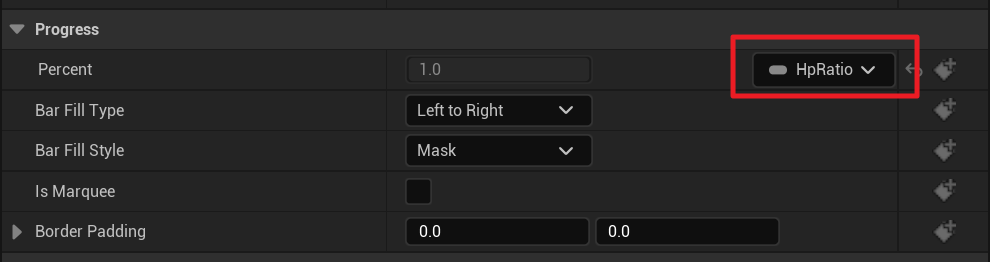 Progress
Percent 1.0 HpRatio
Bar Fill Type Left to Right
Bar Fill Style Mask
Is Marquee
Border Padding 0.0 0.0